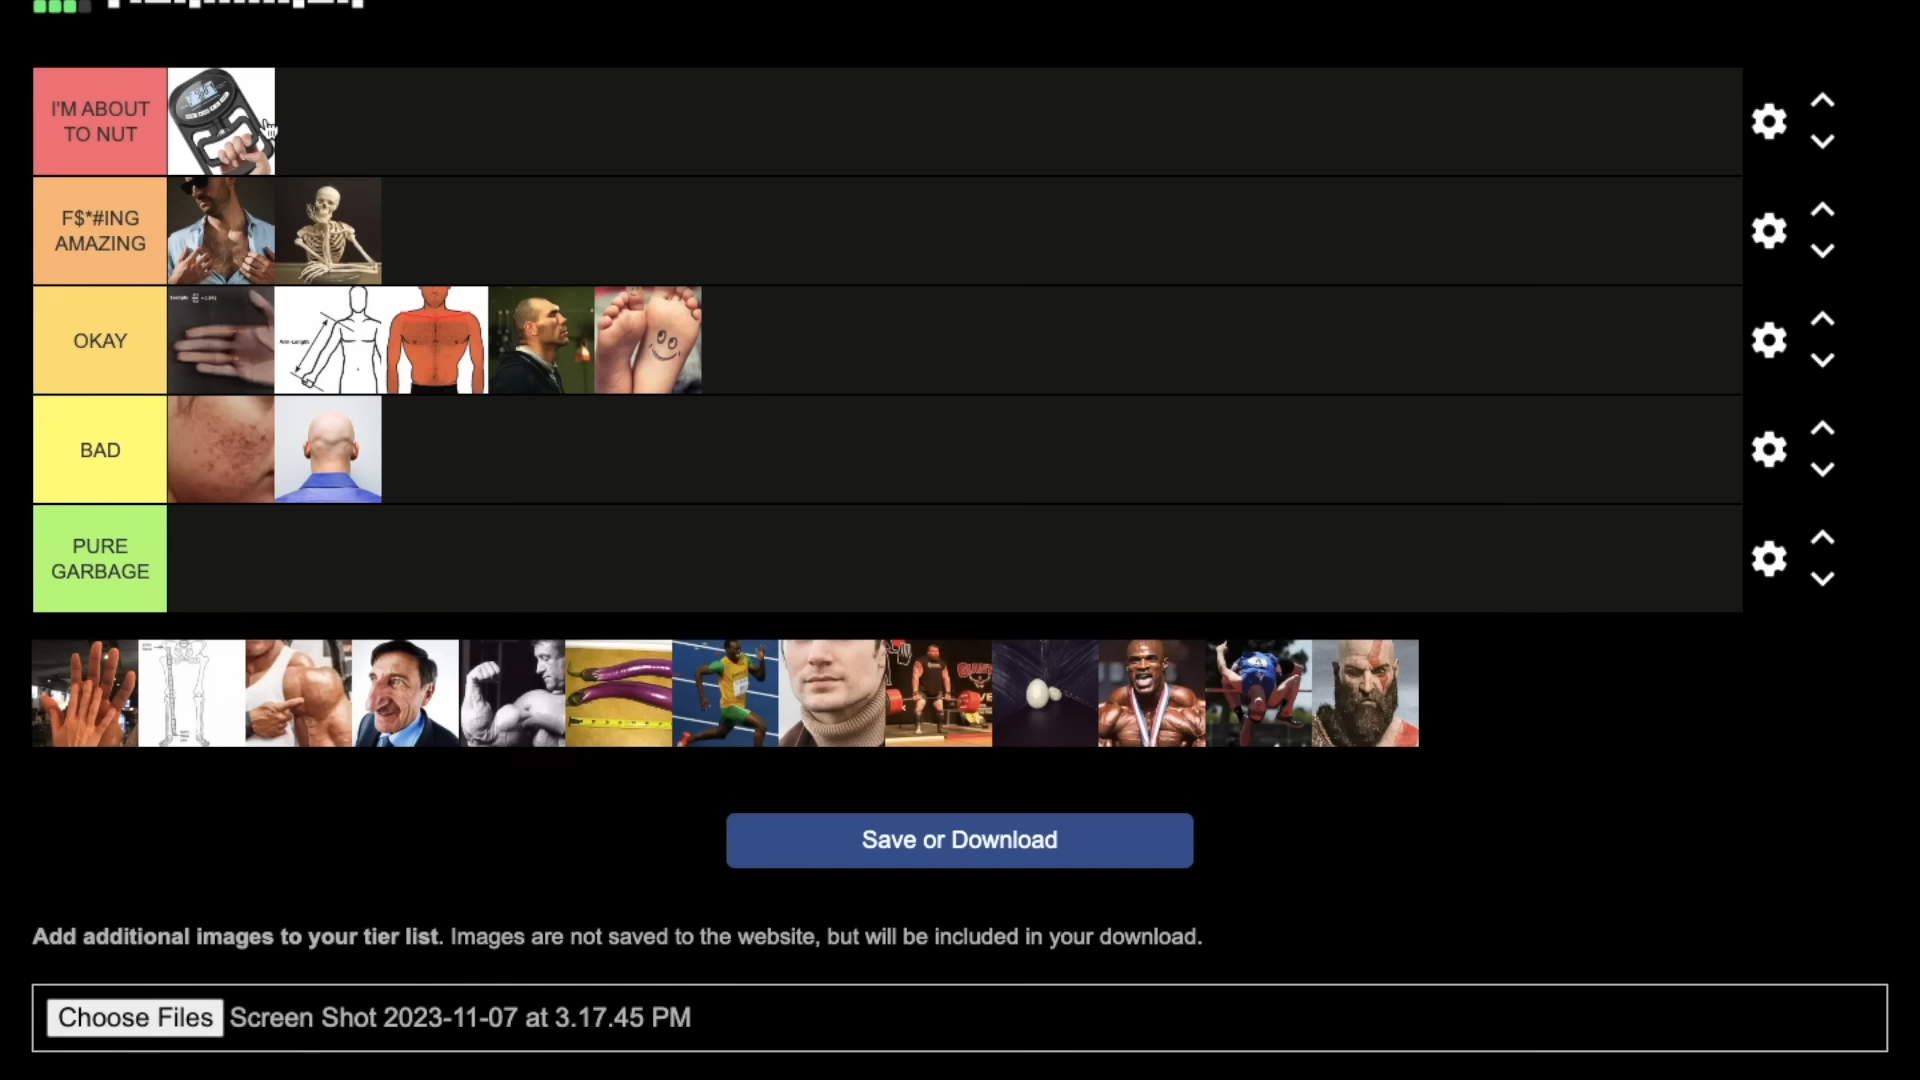 I'M ABOUT
TO NUT
F$*#ING
AMAZING
OKAY
BAD
PURE
GARBAGE
Save or Download
Add additional images to your tier list. Images are not saved to the website, but will be included in your download.
Choose Files Screen Shot 2023-11-07 at 3.17.45 PM